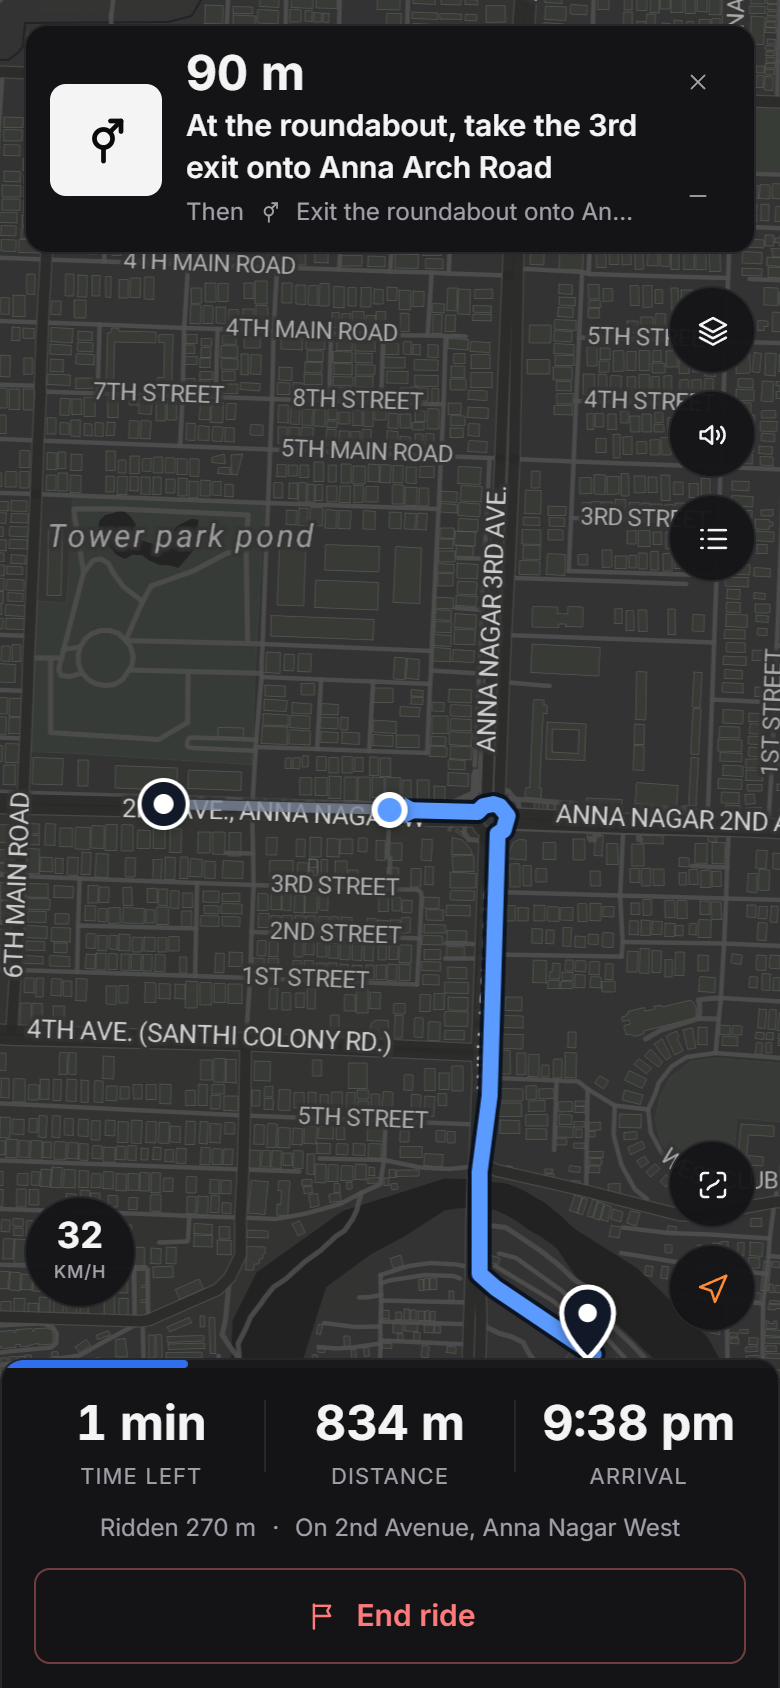 90 m
At the roundabout, take the 3rd
exit onto Anna Arch Road
Then Exit the roundabout onto An...
4TH MAIN ROAD
4TH MAIN ROAD
5TH
7TH STREET
8TH STREET
4TH
5TH MAIN ROAD
ANNA NAGAR 3RD AVE.
3RD
Tower park pond
1ST STREET
AVE., ANNA
ANNA NAGAR 2ND
6TH MAIN ROAD
3RD STREET
2ND STREET
1ST STREET
4TH AVE. (SANTHI COLONY RD.)
5TH STREET
32
KM/H
1 min
834 m
9:38 pm
TIME LEFT
DISTANCE
ARRIVAL
Ridden 270 m · On 2nd Avenue, Anna Nagar West
End ride